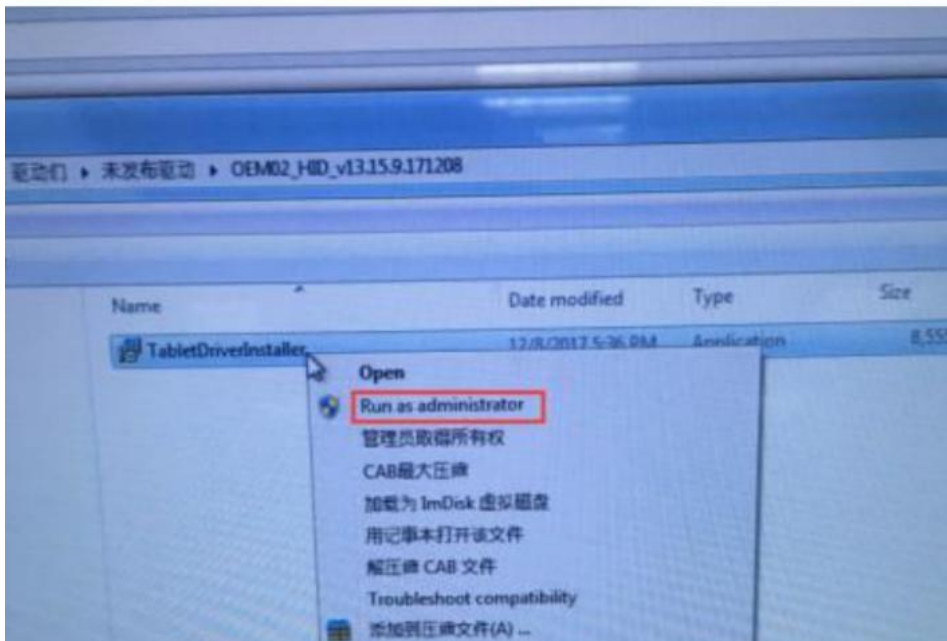 驱动们 ▸ 未发布驱动 ▸ OEM02_HID_v13.15.9.171208
Name Date modified Type Size
TabletDriverInstaller 12/8/2017 5:36 PM Application 8,555
Open
Run as administrator
管理员取得所有权
CAB最大压缩
加载为 ImDisk 虚拟磁盘
用记事本打开该文件
解压缩 CAB 文件
Troubleshoot compatibility
添加到压缩文件(A) ...